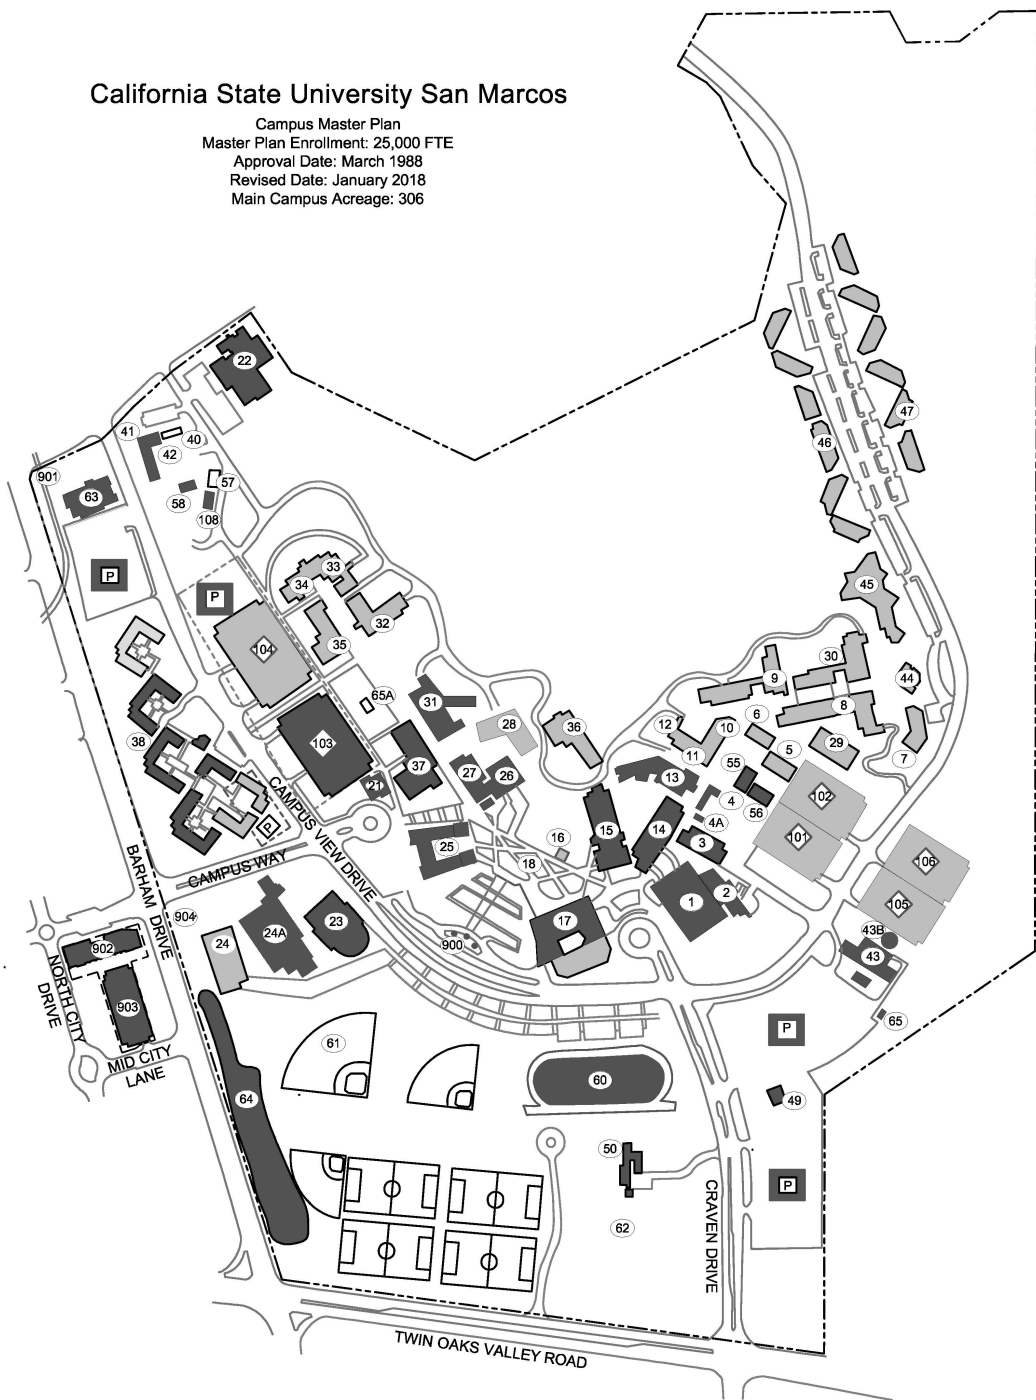 California State University San Marcos
Campus Master Plan
Master Plan Enrollment: 25,000 FTE
Approval Date: March 1988
Revised Date: January 2018
Main Campus Acreage: 306
22
47
41
40
46
42
901
57
63
58
108
P
33
34
45
P
32
35
104
30
9
44
65A
31
8
28
6
12
10
36
38
29
103
11
5
7
37
27
26
55
13
21
102
4
56
P
4A
15
14
16
101
3
25
18
106
CAMPUS VIEW DRIVE
CAMPUS WAY
BARHAM DRIVE
2
1
105
904
23
17
24A
43B
24
900
902
43
NORTH CITY
DRIVE
903
65
P
61
MID CITY
LANE
60
64
49
50
P
62
CRAVEN DRIVE
TWIN OAKS VALLEY ROAD